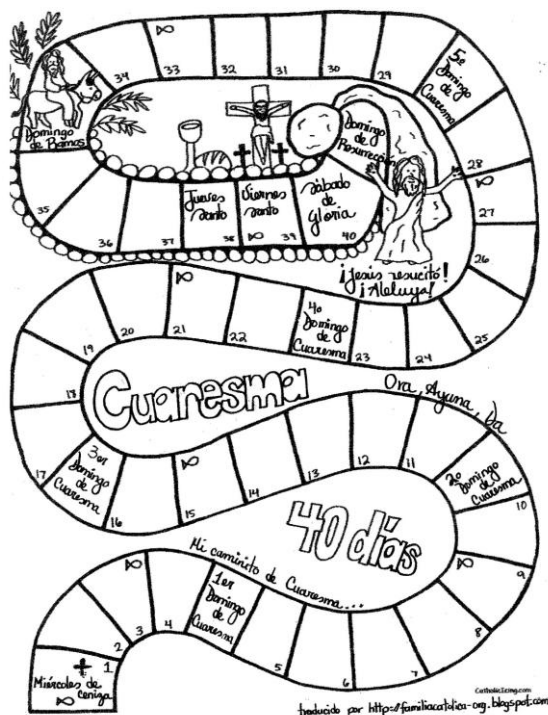 34
33
32
31
30
29
5º
Domingo
de
Cuaresma
Domingo
de Ramos
Domingo
de
Resurrección
28
27
26
25
35
36
37
Jueves
santo
38
Viernes
santo
39
Sábado
de
gloria
40
¡Jesús resucitó!
¡Aleluya!
24
23
4º
Domingo
de
Cuaresma
22
21
20
19
18
17
Cuaresma
Ora, Ayuna, Da
3er
Domingo
de
Cuaresma
16
15
14
13
12
11
2º
Domingo
de
Cuaresma
10
9
8
7
6
5
40 días
Mi caminito de Cuaresma...
1er
Domingo
de
Cuaresma
4
3
2
1
Miércoles de
ceniza
CatholicIcing.com
traducido por http://familiacatolica-org.blogspot.com